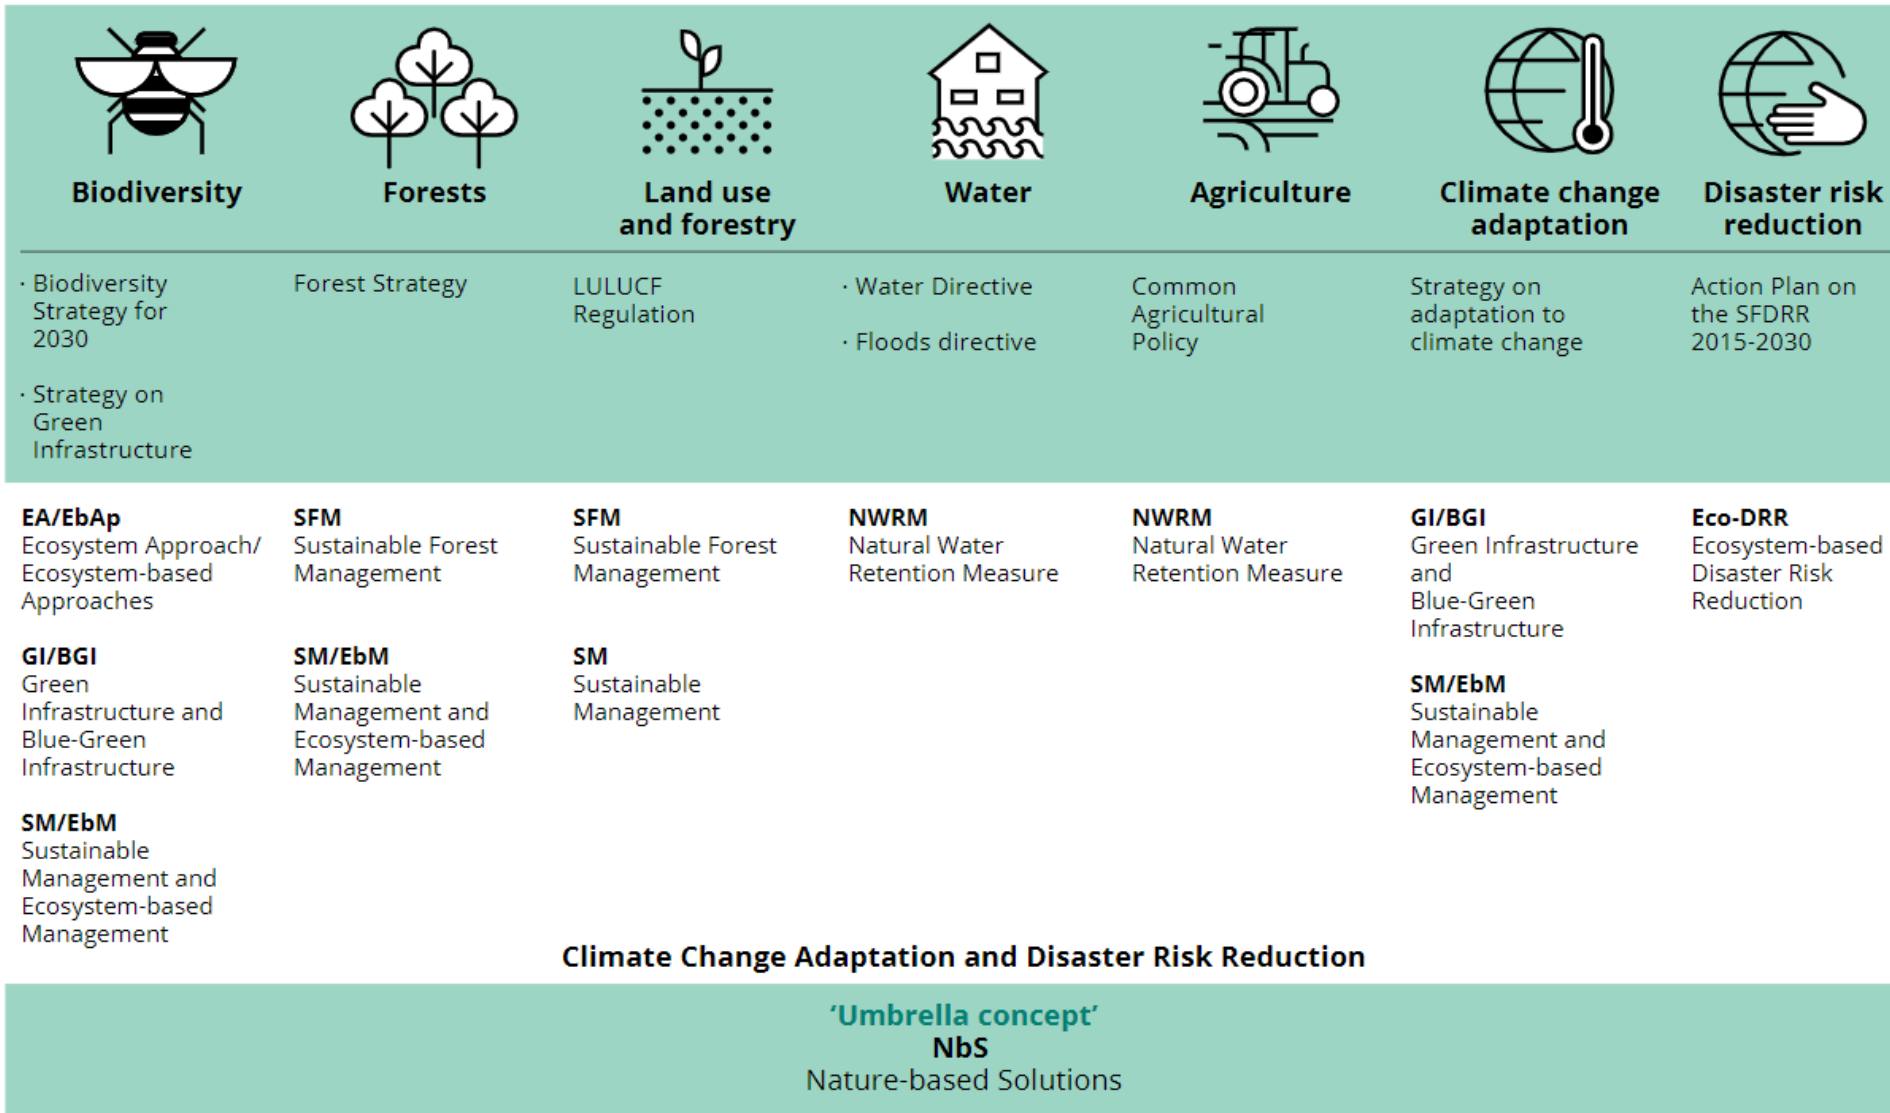 Biodiversity
Forests
Land use
and forestry
Water
Agriculture
Climate change
adaptation
Disaster risk
reduction
· Biodiversity
Strategy for
2030
· Strategy on
Green
Infrastructure
Forest Strategy
LULUCF
Regulation
· Water Directive
· Floods directive
Common
Agricultural
Policy
Strategy on
adaptation to
climate change
Action Plan on
the SFDRR
2015-2030
EA/EbAp
Ecosystem Approach/
Ecosystem-based
Approaches
GI/BGI
Green
Infrastructure and
Blue-Green
Infrastructure
SM/EbM
Sustainable
Management and
Ecosystem-based
Management
SFM
Sustainable Forest
Management
SM/EbM
Sustainable
Management and
Ecosystem-based
Management
SFM
Sustainable Forest
Management
SM
Sustainable
Management
NWRM
Natural Water
Retention Measure
NWRM
Natural Water
Retention Measure
GI/BGI
Green Infrastructure
and
Blue-Green
Infrastructure
SM/EbM
Sustainable
Management and
Ecosystem-based
Management
Eco-DRR
Ecosystem-based
Disaster Risk
Reduction
Climate Change Adaptation and Disaster Risk Reduction
‘Umbrella concept’
NbS
Nature-based Solutions